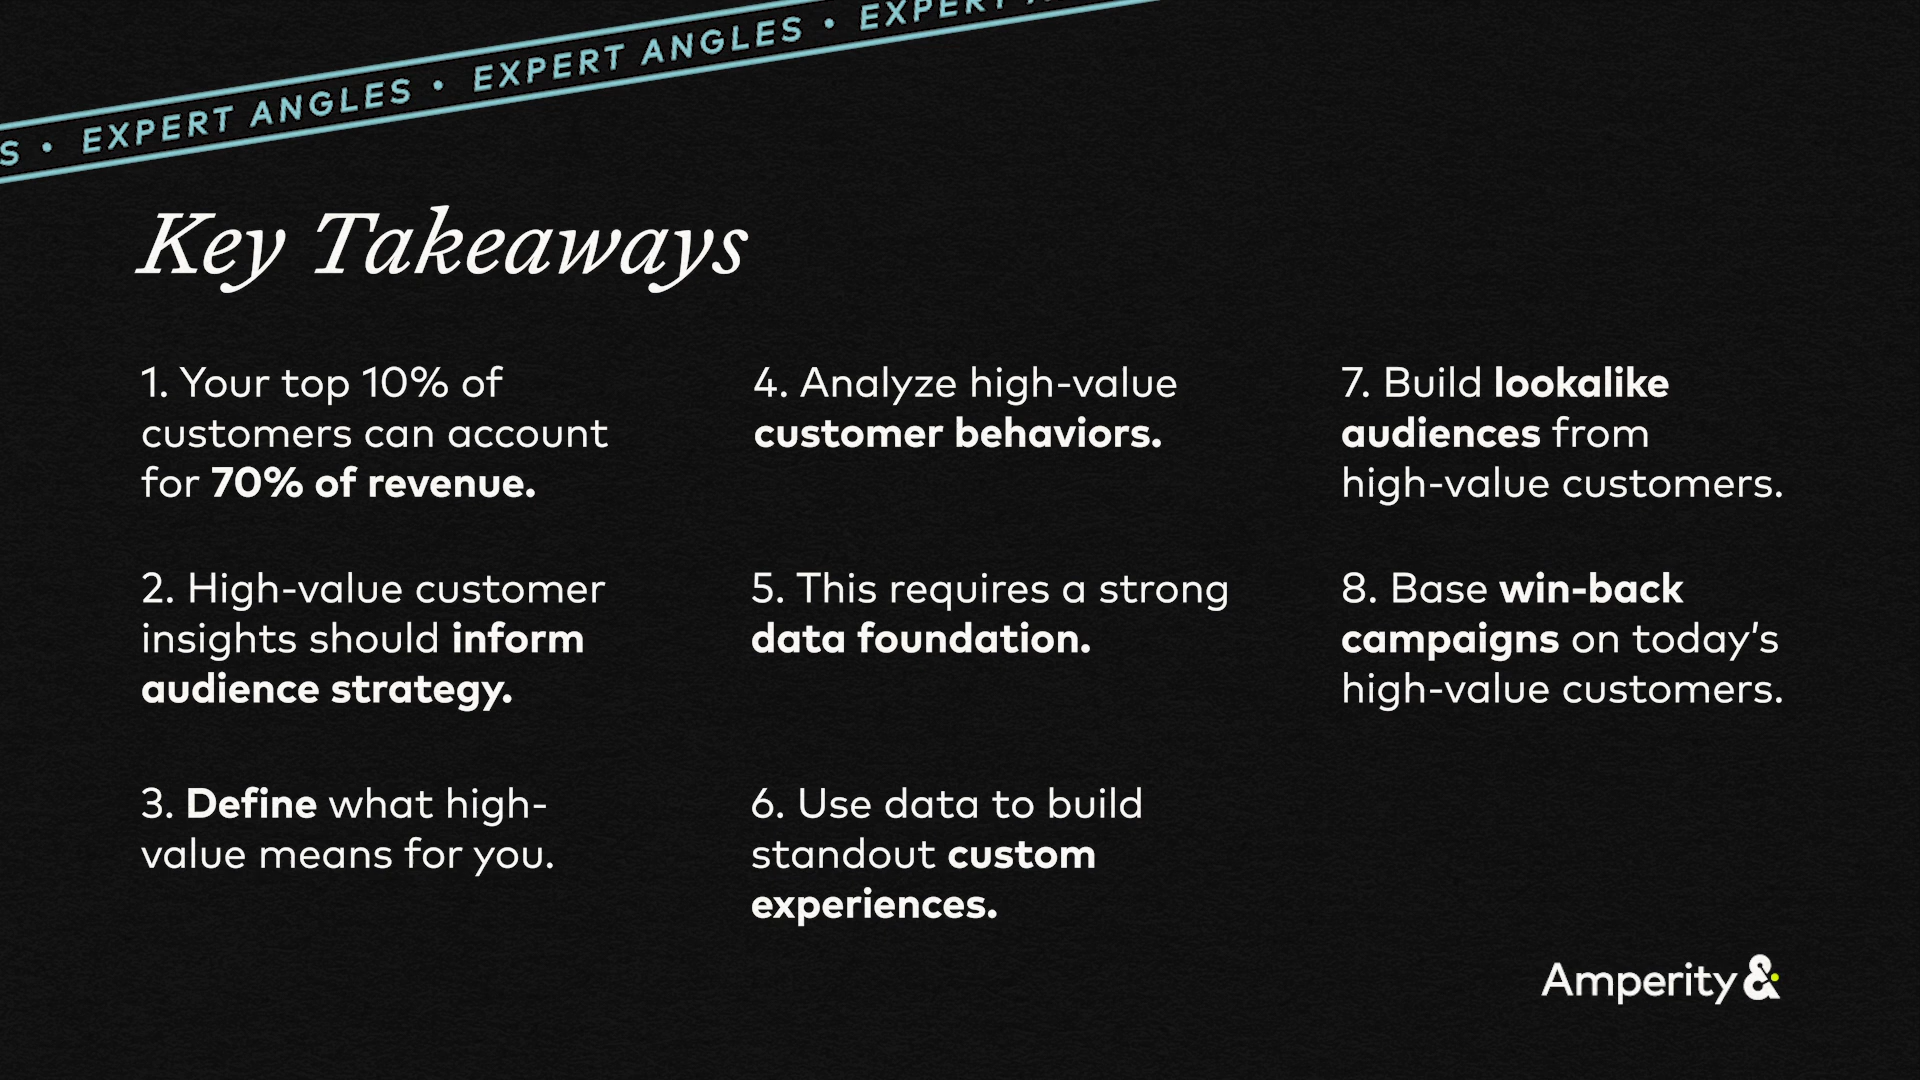 S • EXPERT ANGLES • EXPERT ANGLES • EXPERT
Key Takeaways
1. Your top 10% of
customers can account
for 70% of revenue.
2. High-value customer
insights should inform
audience strategy.
3. Define what high-
value means for you.
4. Analyze high-value
customer behaviors.
5. This requires a strong
data foundation.
6. Use data to build
standout custom
experiences.
7. Build lookalike
audiences from
high-value customers.
8. Base win-back
campaigns on today’s
high-value customers.
Amperity &